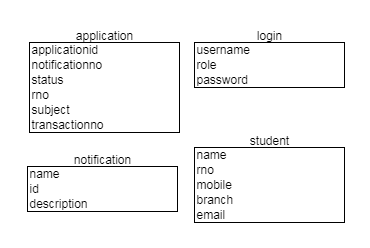 application
applicationid
notificationno
status
rno
subject
transactionno
login
username
role
password
notification
name
id
description
student
name
rno
mobile
branch
email